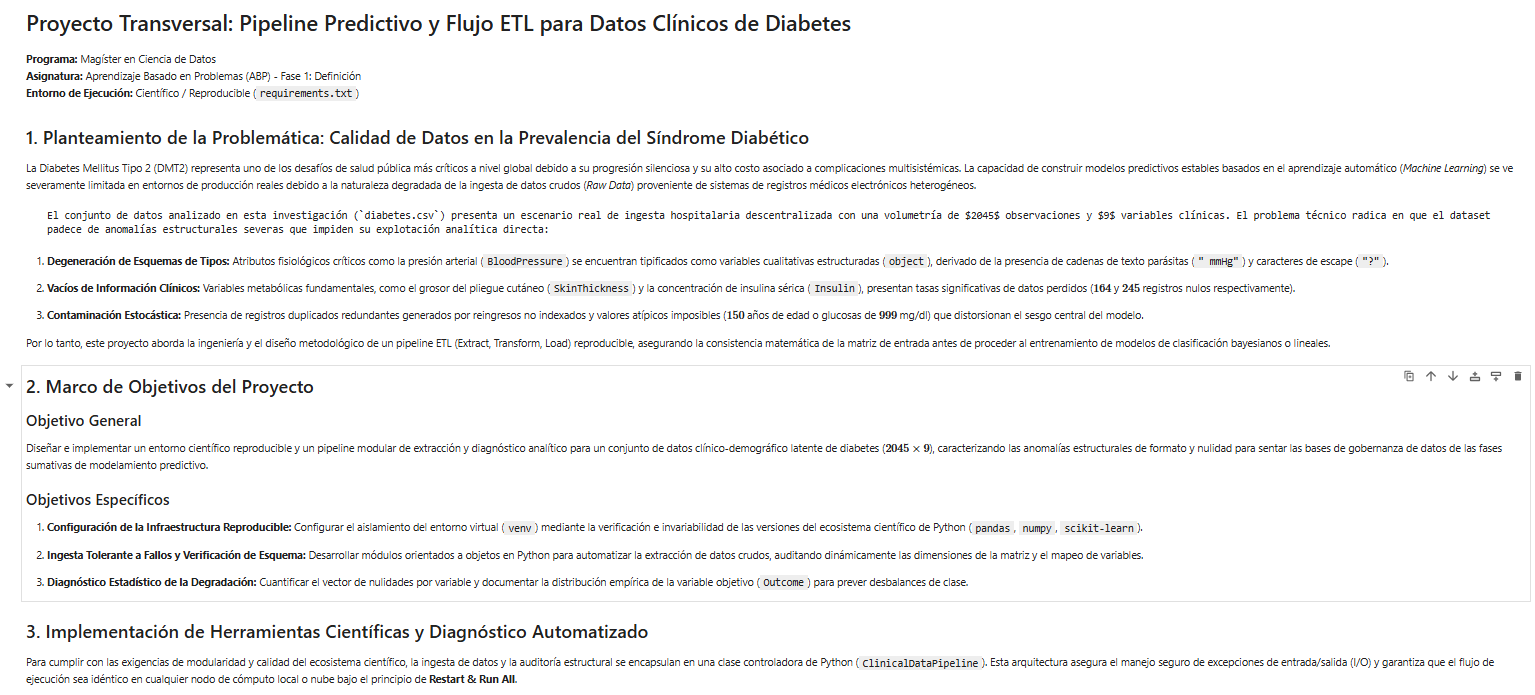 Proyecto Transversal: Pipeline Predictivo y Flujo ETL para Datos Clínicos de Diabetes
Programa: Magíster en Ciencia de Datos
Asignatura: Aprendizaje Basado en Problemas (ABP) - Fase 1: Definición
Entorno de Ejecución: Científico / Reproducible ( requirements.txt )
1. Planteamiento de la Problemática: Calidad de Datos en la Prevalencia del Síndrome Diabético
La Diabetes Mellitus Tipo 2 (DMT2) representa uno de los desafíos de salud pública más críticos a nivel global debido a su progresión silenciosa y su alto costo asociado a complicaciones multisistémicas. La capacidad de construir modelos predictivos estables basados en el aprendizaje automático (Machine Learning) se ve
severamente limitada en entornos de producción reales debido a la naturaleza degradada de la ingesta de datos crudos (Raw Data) proveniente de sistemas de registros médicos electrónicos heterogéneos.
El conjunto de datos analizado en esta investigación (`diabetes.csv`) presenta un escenario real de ingesta hospitalaria descentralizada con una volumetría de $2045$ observaciones y $9$ variables clínicas. El problema técnico radica en que el dataset
padece de anomalías estructurales severas que impiden su explotación analítica directa:
1. Degeneración de Esquemas de Tipos: Atributos fisiológicos críticos como la presión arterial ( BloodPressure ) se encuentran tipificados como variables cualitativas estructuradas ( object ), derivado de la presencia de cadenas de texto parásitas ( " mmHg" ) y caracteres de escape ( "?" ).
2. Vacíos de Información Clínicos: Variables metabólicas fundamentales, como el grosor del pliegue cutáneo ( SkinThickness ) y la concentración de insulina sérica ( Insulin ), presentan tasas significativas de datos perdidos (164 y 245 registros nulos respectivamente).
3. Contaminación Estocástica: Presencia de registros duplicados redundantes generados por reingresos no indexados y valores atípicos imposibles (150 años de edad o glucosas de 999 mg/dl) que distorsionan el sesgo central del modelo.
Por lo tanto, este proyecto aborda la ingeniería y el diseño metodológico de un pipeline ETL (Extract, Transform, Load) reproducible, asegurando la consistencia matemática de la matriz de entrada antes de proceder al entrenamiento de modelos de clasificación bayesianos o lineales.
2. Marco de Objetivos del Proyecto
Objetivo General
Diseñar e implementar un entorno científico reproducible y un pipeline modular de extracción y diagnóstico analítico para un conjunto de datos clínico-demográfico latente de diabetes (2045 × 9), caracterizando las anomalías estructurales de formato y nulidad para sentar las bases de gobernanza de datos de las fases
sumativas de modelamiento predictivo.
Objetivos Específicos
1. Configuración de la Infraestructura Reproducible: Configurar el aislamiento del entorno virtual ( venv ) mediante la verificación e invariabilidad de las versiones del ecosistema científico de Python ( pandas , numpy , scikit-learn ).
2. Ingesta Tolerante a Fallos y Verificación de Esquema: Desarrollar módulos orientados a objetos en Python para automatizar la extracción de datos crudos, auditando dinámicamente las dimensiones de la matriz y el mapeo de variables.
3. Diagnóstico Estadístico de la Degradación: Cuantificar el vector de nulidades por variable y documentar la distribución empírica de la variable objetivo ( Outcome ) para prever desbalances de clase.
3. Implementación de Herramientas Científicas y Diagnóstico Automatizado
Para cumplir con las exigencias de modularidad y calidad del ecosistema científico, la ingesta de datos y la auditoría estructural se encapsulan en una clase controladora de Python ( ClinicalDataPipeline ). Esta arquitectura asegura el manejo seguro de excepciones de entrada/salida (I/O) y garantiza que el flujo de
ejecución sea idéntico en cualquier nodo de cómputo local o nube bajo el principio de Restart & Run All.